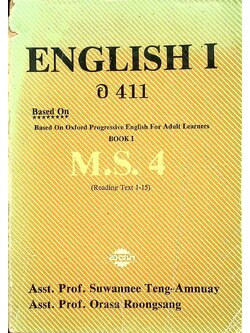 ENGLISH I
อ 411
Based On
********
Based On Oxford Progressive English For Adult Learners
BOOK I
M.S. 4
(Reading Text 1-15)
Asst. Prof. Suwannee Teng-Amnuay
Asst. Prof. Orasa Roongsang